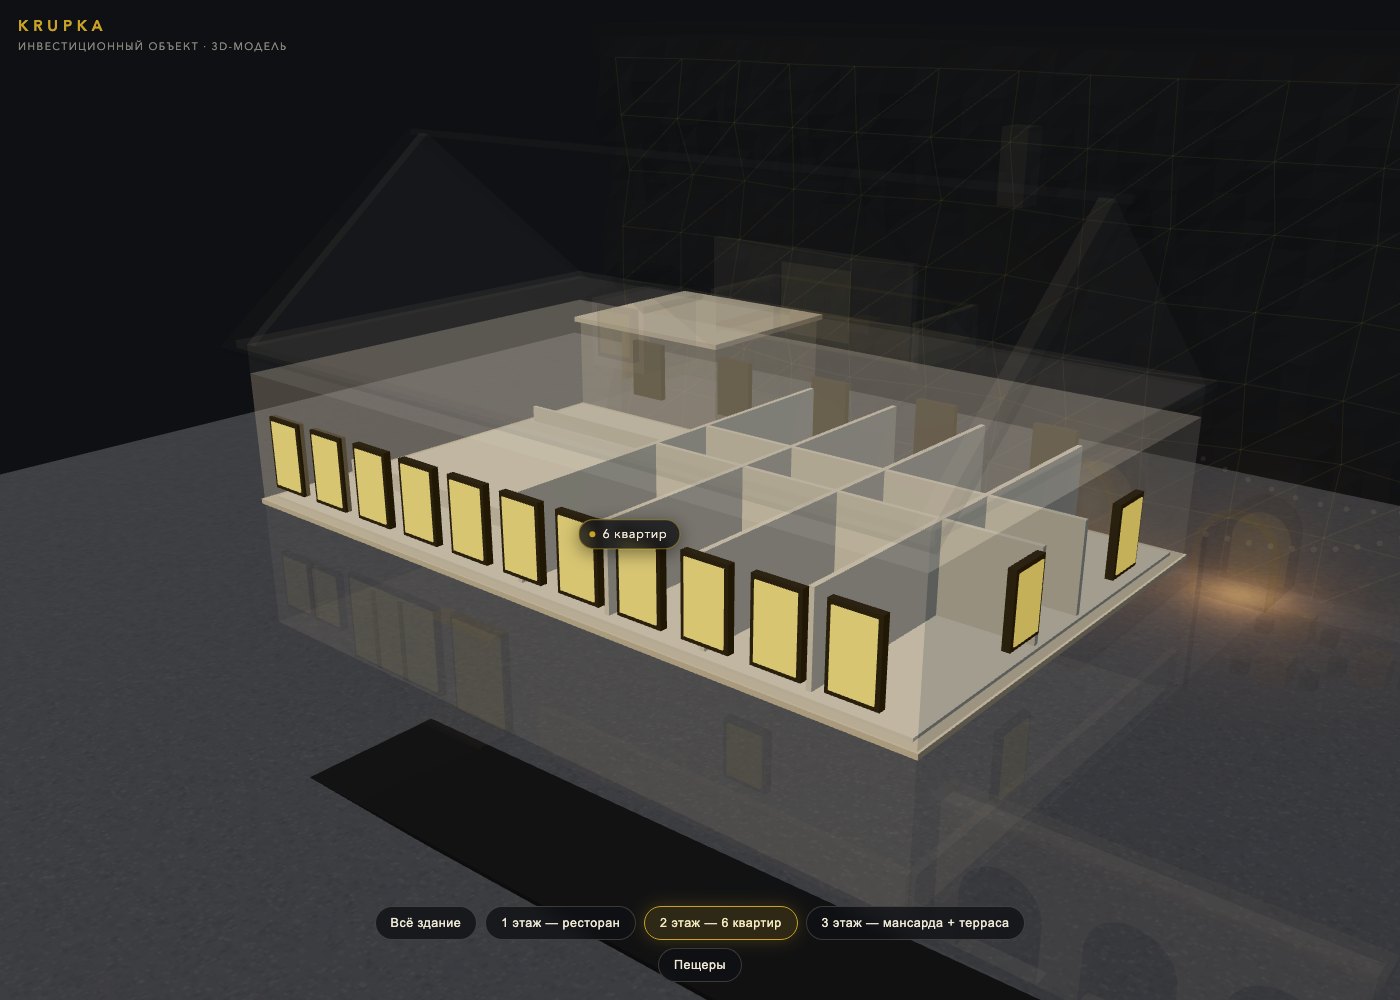 KRUPKA
ИНВЕСТИЦИОННЫЙ ОБЪЕКТ · 3D-МОДЕЛЬ
6 квартир
Всё здание
1 этаж — ресторан
2 этаж — 6 квартир
3 этаж — мансарда + терраса
Пещеры